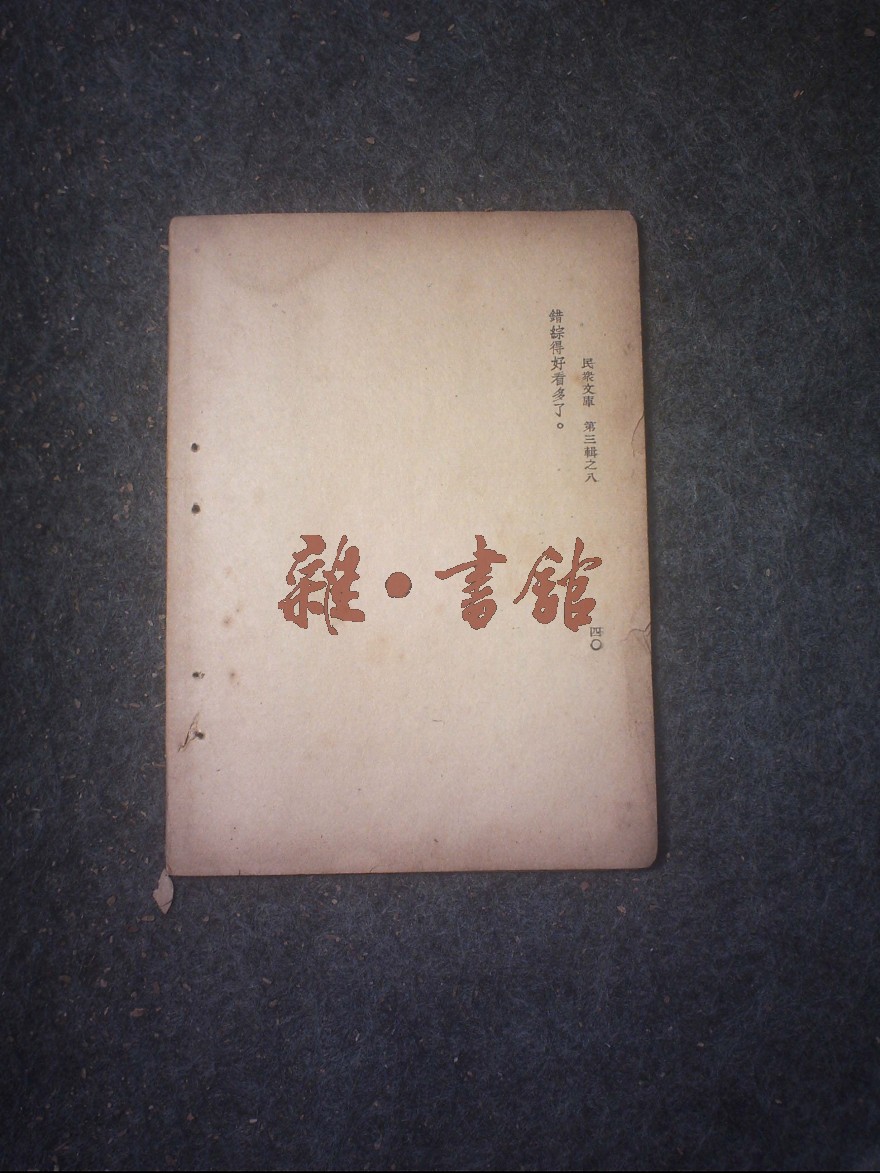 民衆文庫　第三輯之八
四〇
錯綜得好看多了。
雜·書館